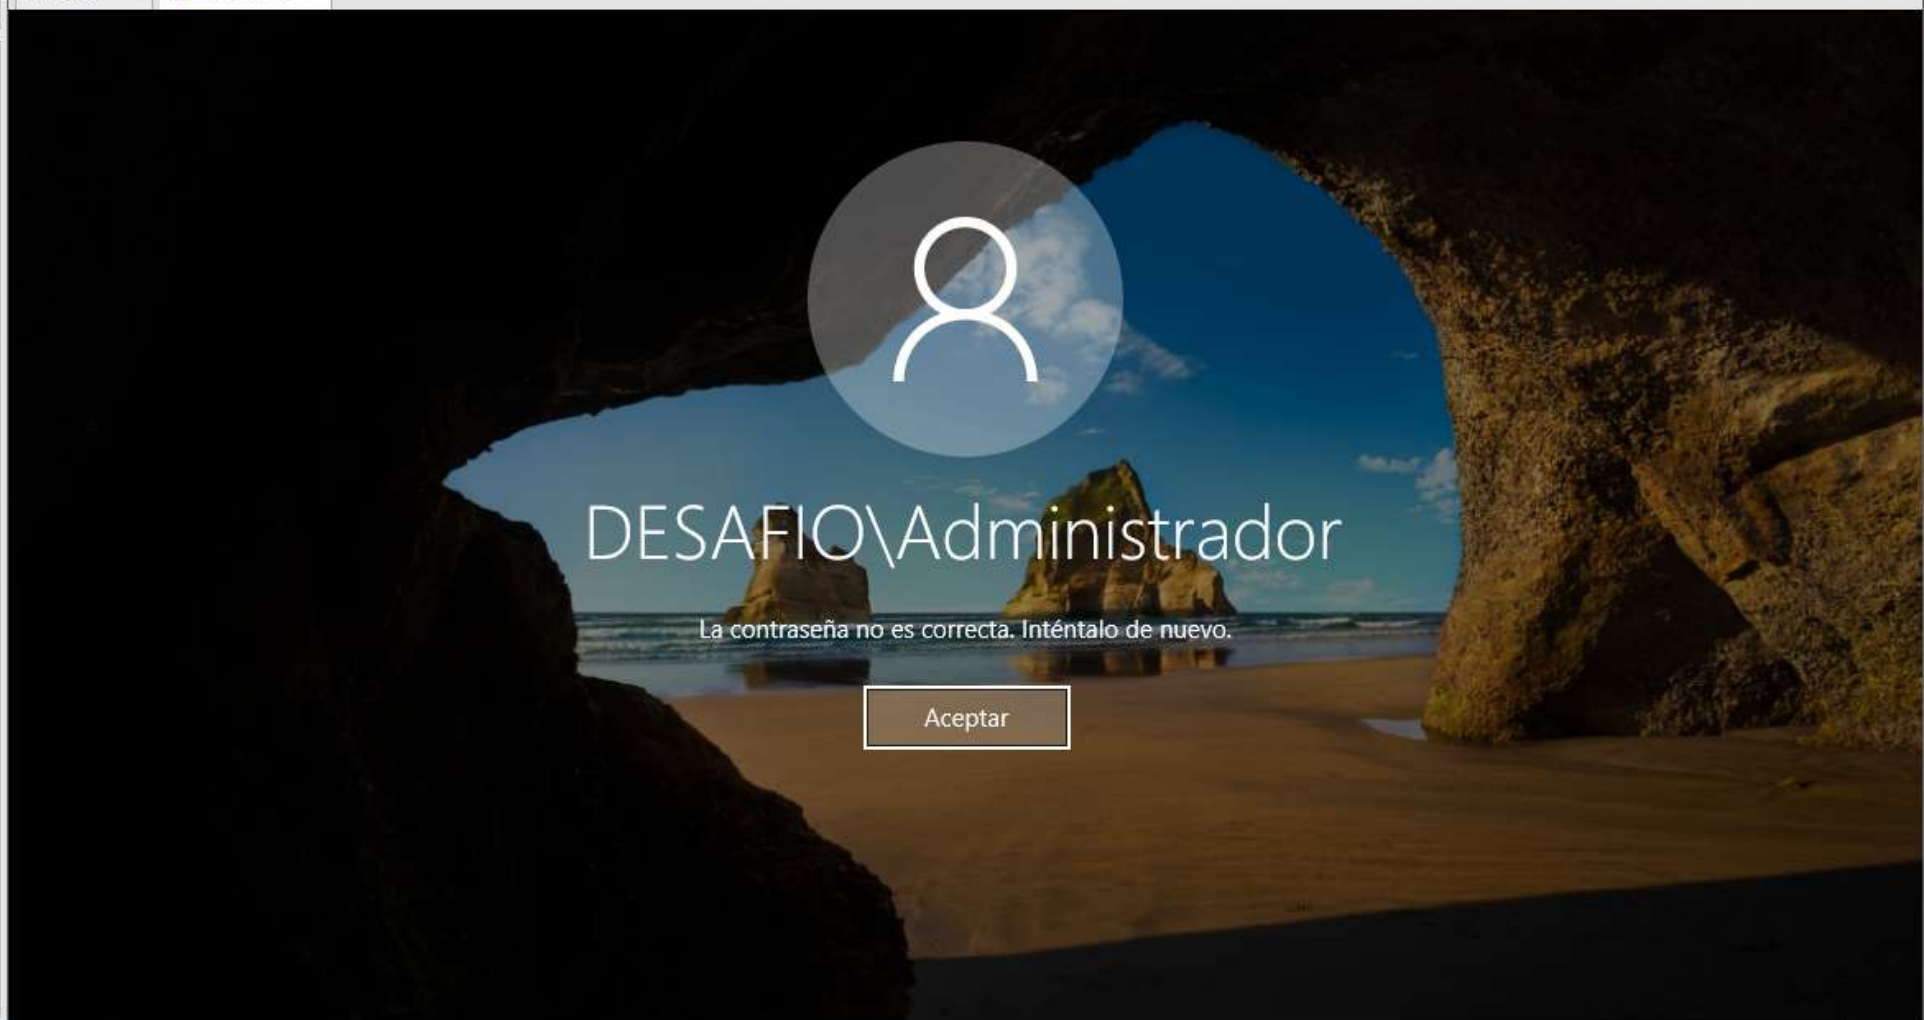 DESAFIO\Administrador
La contraseña no es correcta. Inténtalo de nuevo.
Aceptar